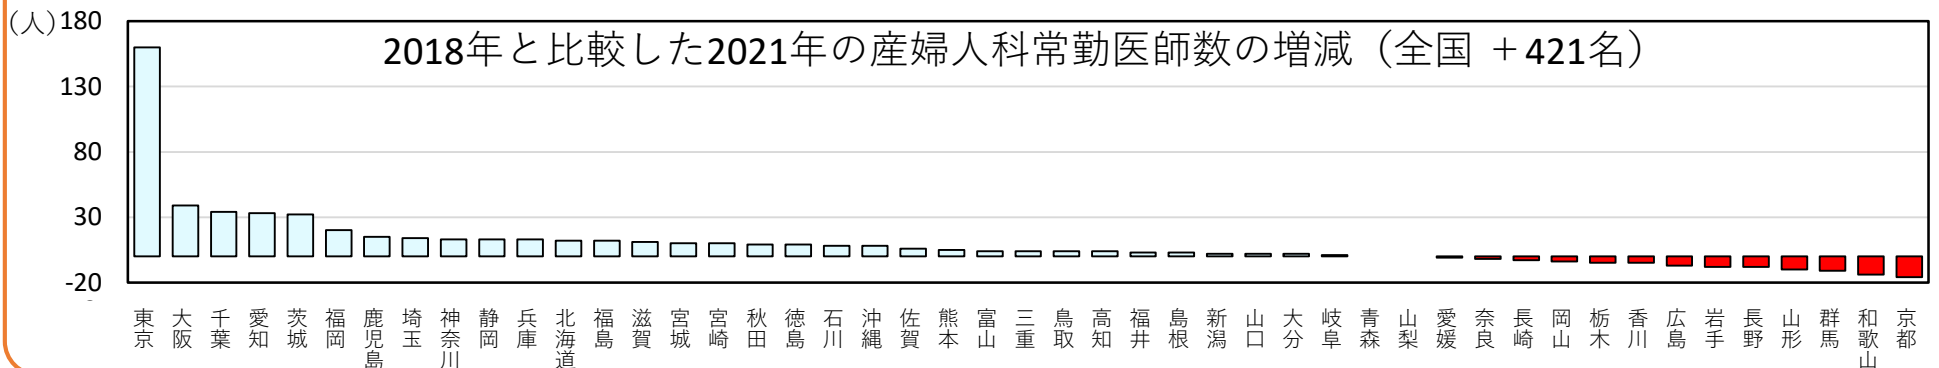 (人)
180
2018年と比較した2021年の産婦人科常勤医師数の増減（全国 ＋421名）
130
80
30
-20
東京
大阪
千葉
愛知
茨城
福岡
鹿児島
埼玉
神奈川
静岡
兵庫
北海道
福島
滋賀
宮城
宮崎
秋田
徳島
石川
沖縄
佐賀
熊本
富山
三重
鳥取
高知
福井
島根
新潟
山口
大分
岐阜
青森
山梨
愛媛
奈良
長崎
岡山
栃木
香川
広島
岩手
長野
山形
群馬
和歌山
京都